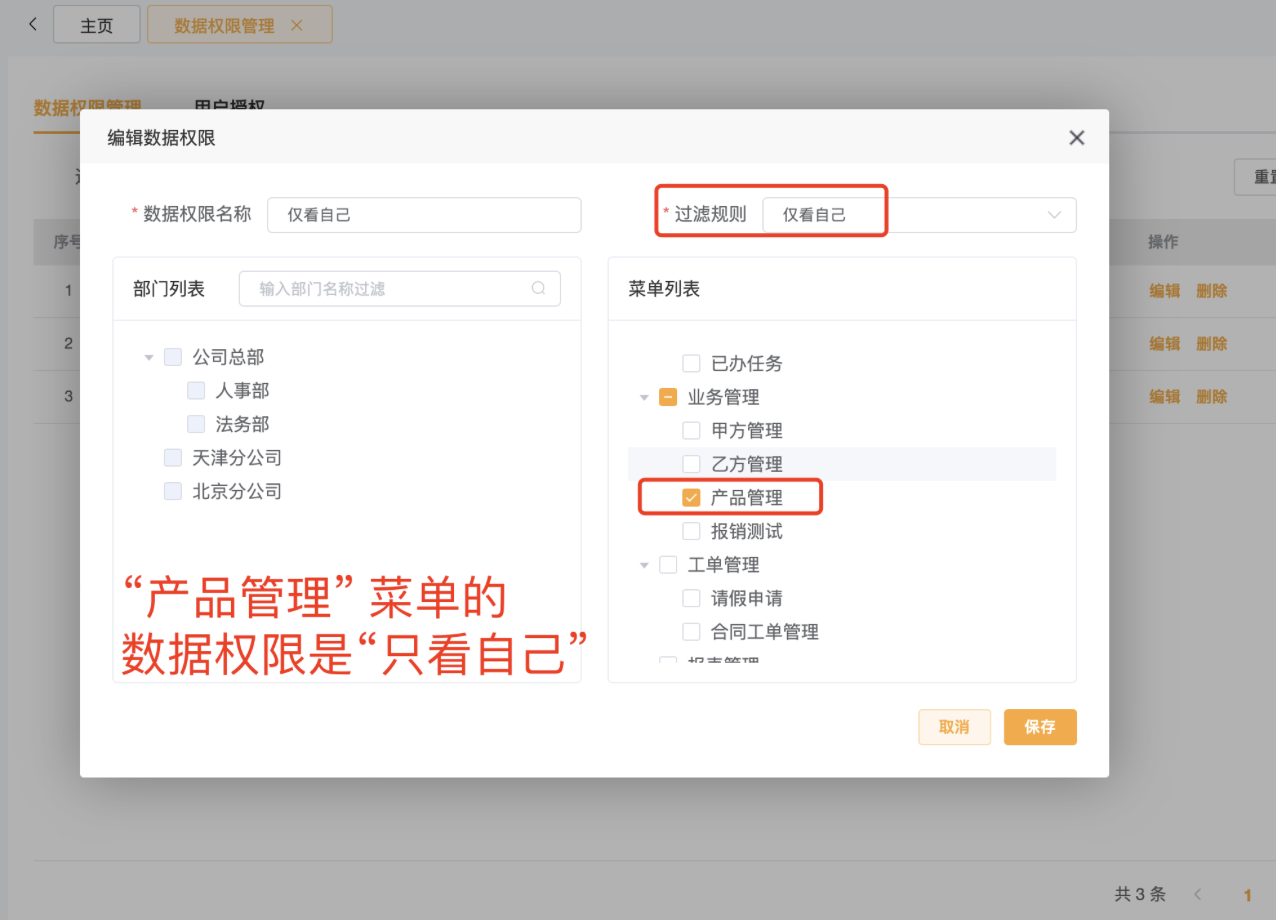 主页
数据权限管理
数据权限管理 用户授权
编辑数据权限
* 数据权限名称 仅看自己
* 过滤规则 仅看自己
序号 操作
部门列表 输入部门名称过滤
公司总部
人事部
法务部
天津分公司
北京分公司
菜单列表
已办任务
业务管理
甲方管理
乙方管理
产品管理
报销测试
工单管理
请假申请
合同工单管理
报表管理
1 编辑 删除
2 编辑 删除
3 编辑 删除
“产品管理” 菜单的
数据权限是“只看自己”
取消 保存
共 3 条 1